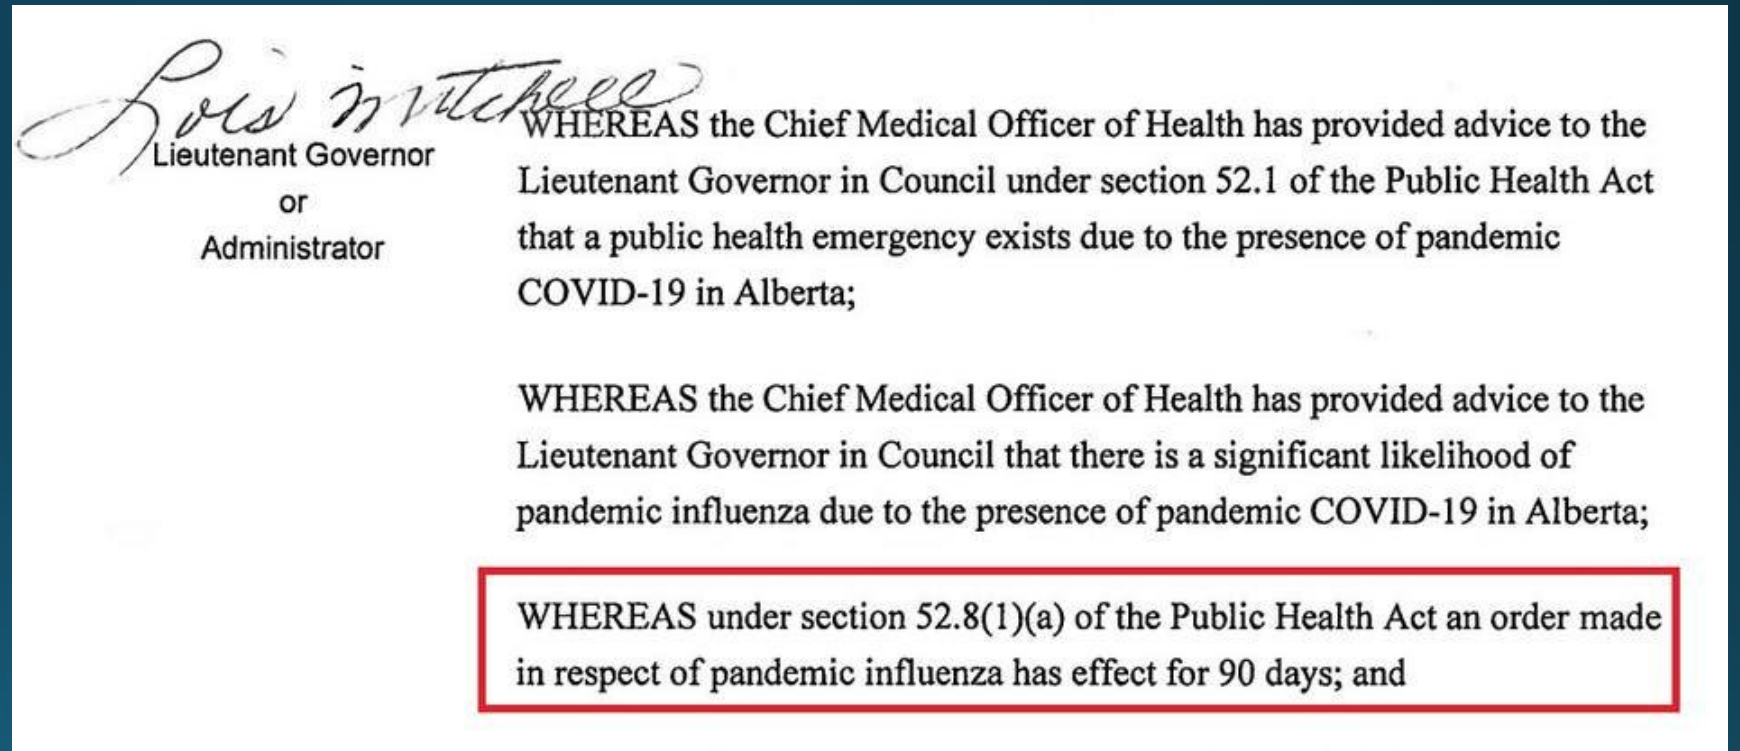 Lois Mitchell
Lieutenant Governor
or
Administrator
WHEREAS the Chief Medical Officer of Health has provided advice to the
Lieutenant Governor in Council under section 52.1 of the Public Health Act
that a public health emergency exists due to the presence of pandemic
COVID-19 in Alberta;
WHEREAS the Chief Medical Officer of Health has provided advice to the
Lieutenant Governor in Council that there is a significant likelihood of
pandemic influenza due to the presence of pandemic COVID-19 in Alberta;
WHEREAS under section 52.8(1)(a) of the Public Health Act an order made
in respect of pandemic influenza has effect for 90 days; and